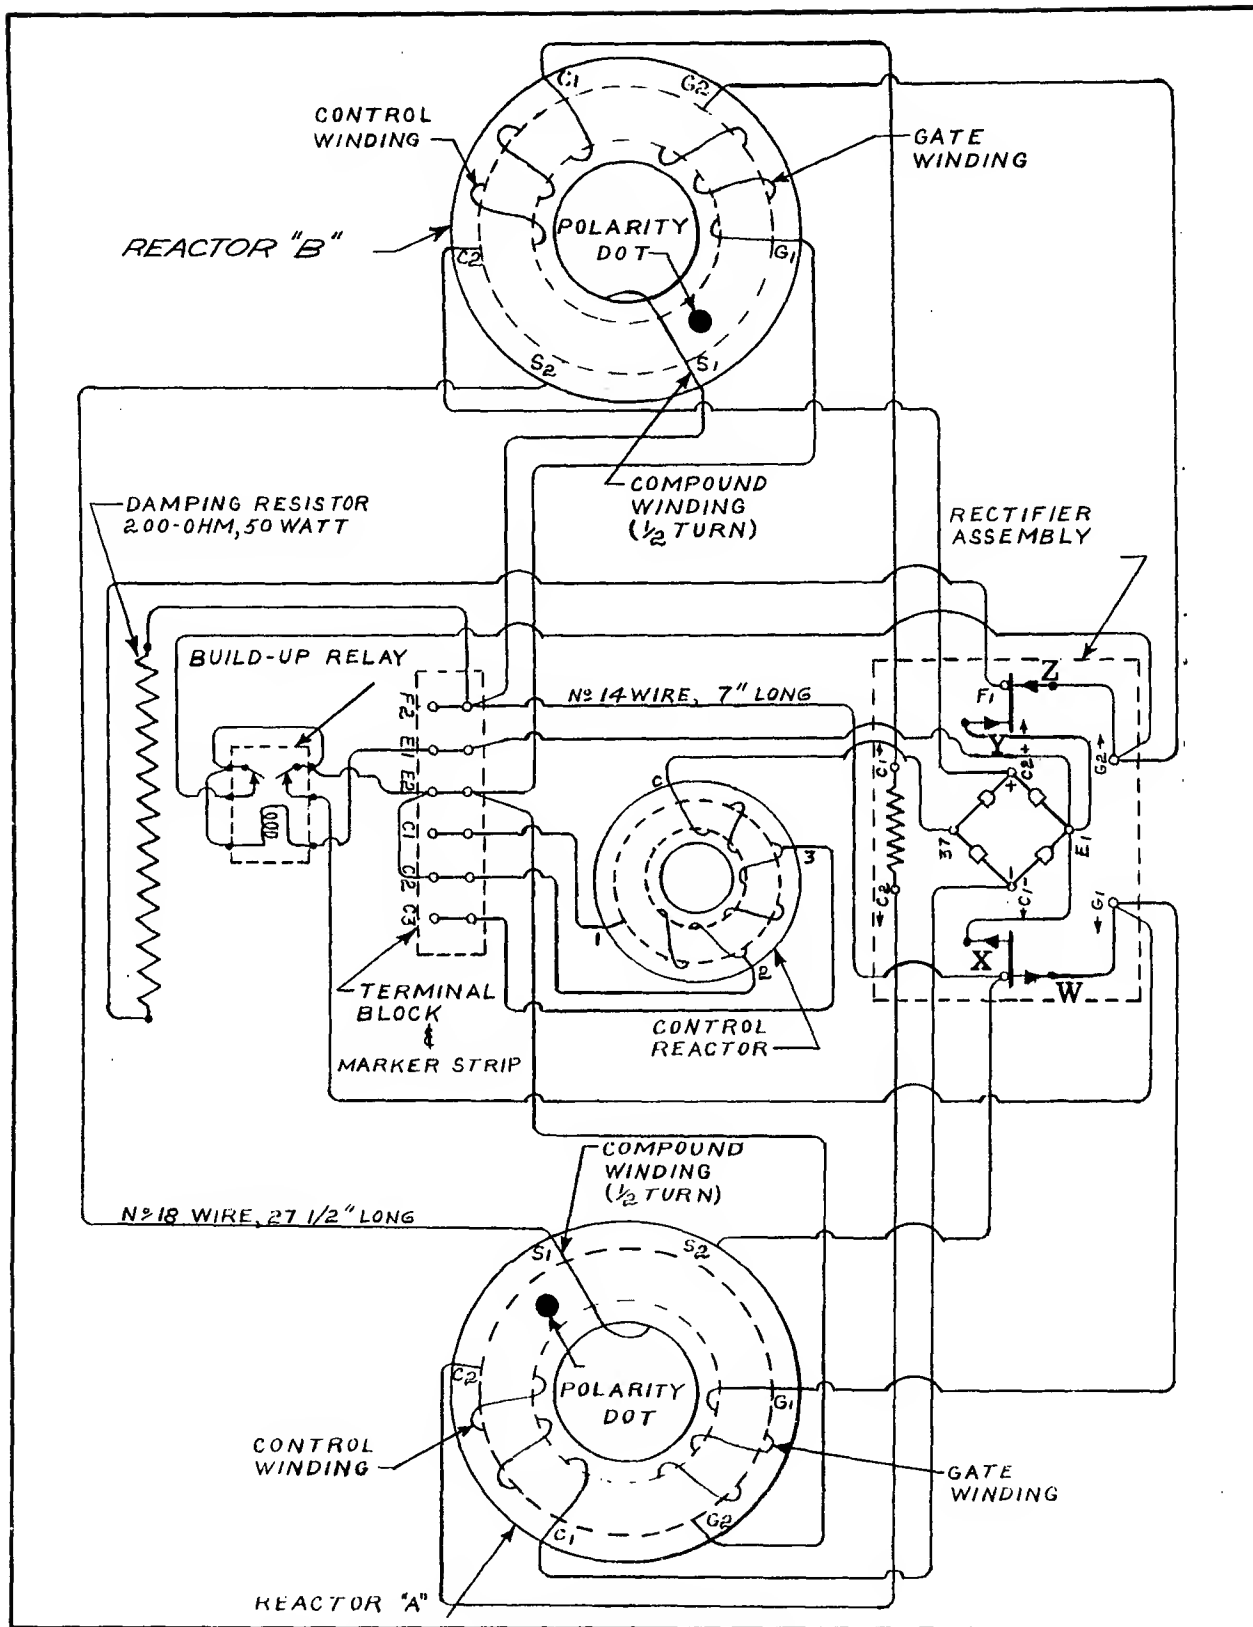 C1
G2
CONTROL
WINDING
GATE
WINDING
POLARITY
DOT
REACTOR "B"
C2
G1
S2
S1
COMPOUND
WINDING
(1/2 TURN)
DAMPING RESISTOR
200-OHM, 50 WATT
RECTIFIER
ASSEMBLY
BUILD-UP RELAY
No 14 WIRE, 7" LONG
F2
E1
E2
C1
C2
C3
F1
Z
Y
C2
+
G2
C
3
C1
+
37
E1
C2
-
C1
-
G1
X
W
1
2
TERMINAL
BLOCK
&
MARKER STRIP
CONTROL
REACTOR
COMPOUND
WINDING
(1/2 TURN)
No 18 WIRE, 27 1/2" LONG
S1
S2
C2
G1
POLARITY
DOT
CONTROL
WINDING
GATE
WINDING
C1
G2
REACTOR "A"